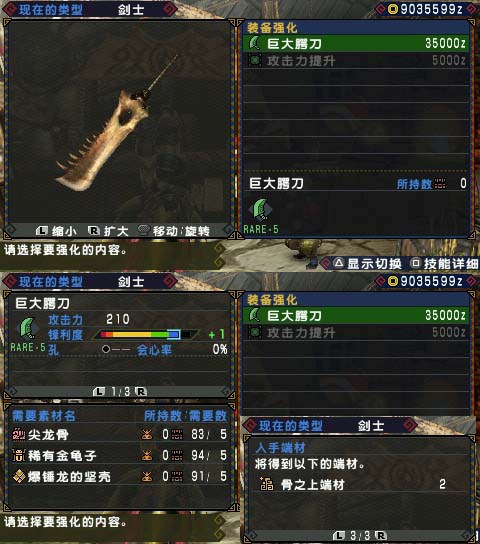 现在的类型 剑士
9035599z
装备强化
巨大腭刀 35000z
攻击力提升 5000z
巨大腭刀 所持数 0
RARE-5
L 缩小 R 扩大 移动/旋转
请选择要强化的内容。
△显示切换 □技能详细
现在的类型 剑士
9035599z
巨大腭刀
攻击力 210
RARE-5
锋利度 +1
孔 ●—— 会心率 0%
L 1/3 R
装备强化
巨大腭刀 35000z
攻击力提升 5000z
需要素材名 所持数/需要数
尖龙骨 0 83/ 5
稀有金龟子 0 94/ 5
爆锤龙的坚壳 0 91/ 5
请选择要强化的内容。
现在的类型 剑士
入手端材
将得到以下的端材。
骨之上端材 2
L 3/3 R